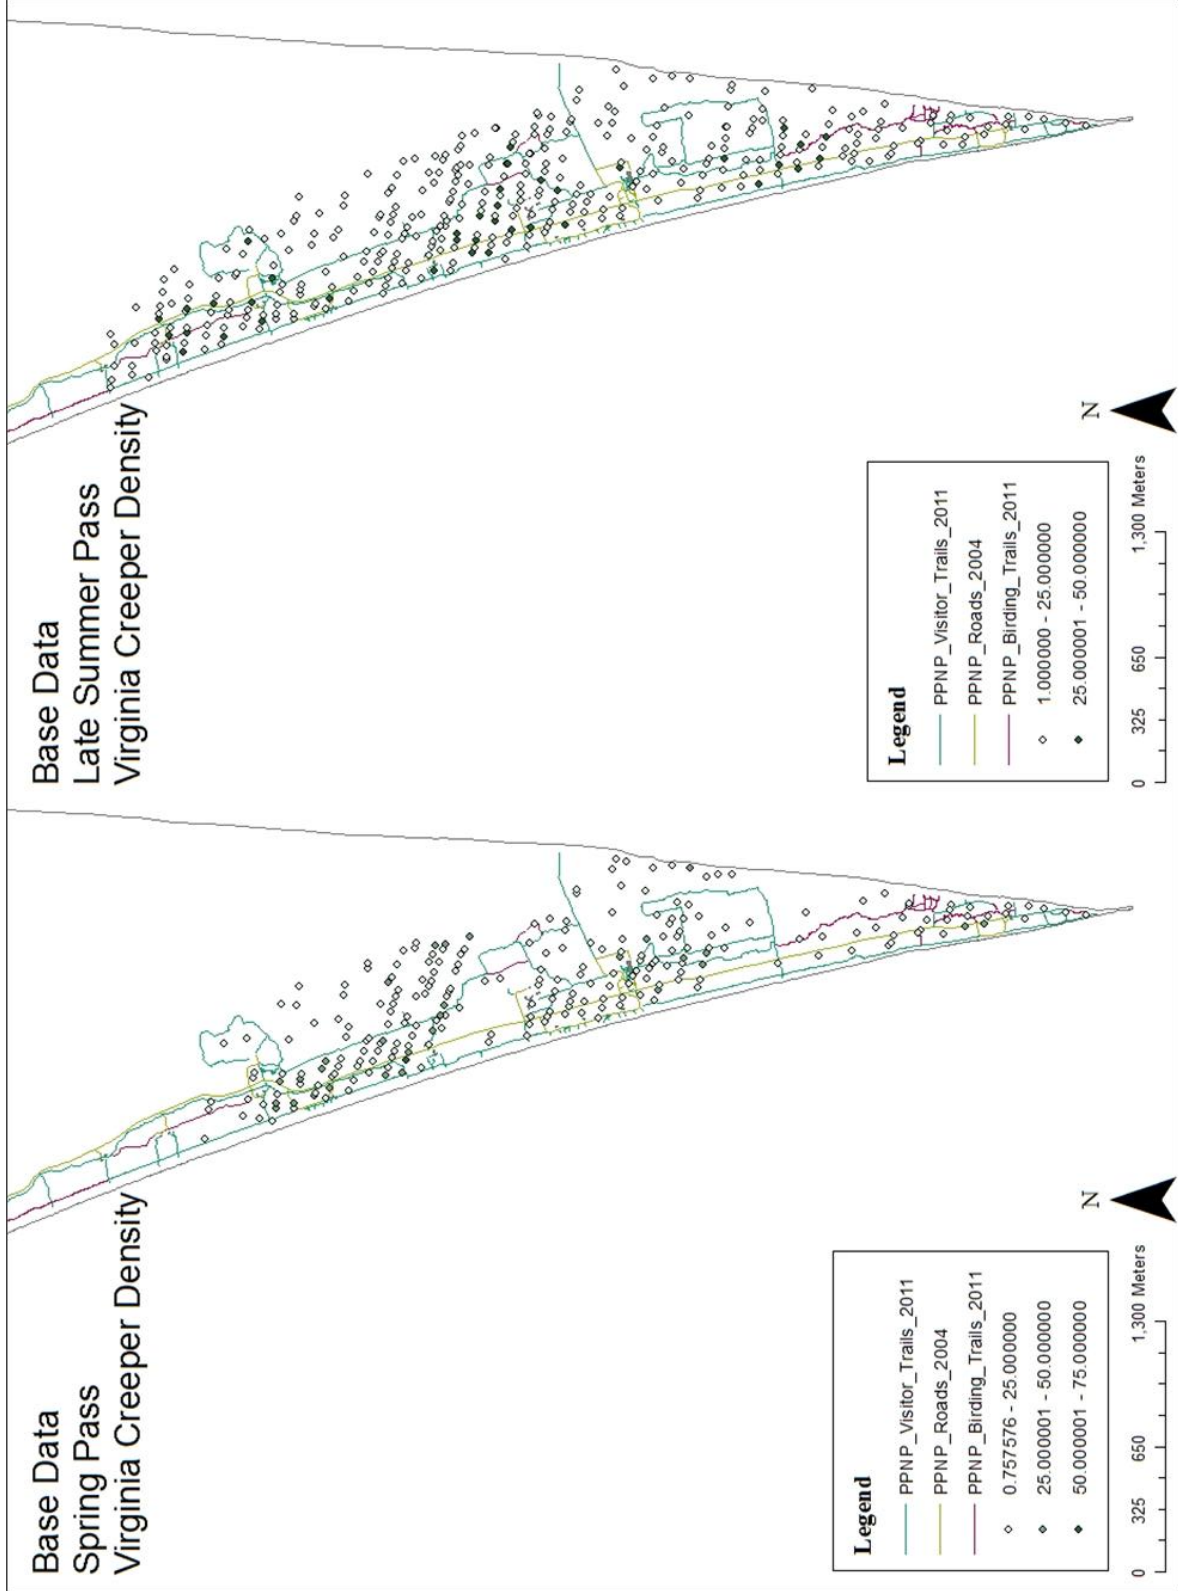 Base Data
Spring Pass
Virginia Creeper Density
Legend
PPNP_Visitor_Trails_2011
PPNP_Roads_2004
PPNP_Birding_Trails_2011
0.757576 - 25.000000
25.000001 - 50.000000
50.000001 - 75.000000
N
0 325 650 1,300 Meters
Base Data
Late Summer Pass
Virginia Creeper Density
Legend
PPNP_Visitor_Trails_2011
PPNP_Roads_2004
PPNP_Birding_Trails_2011
1.000000 - 25.000000
25.000001 - 50.000000
N
0 325 650 1,300 Meters